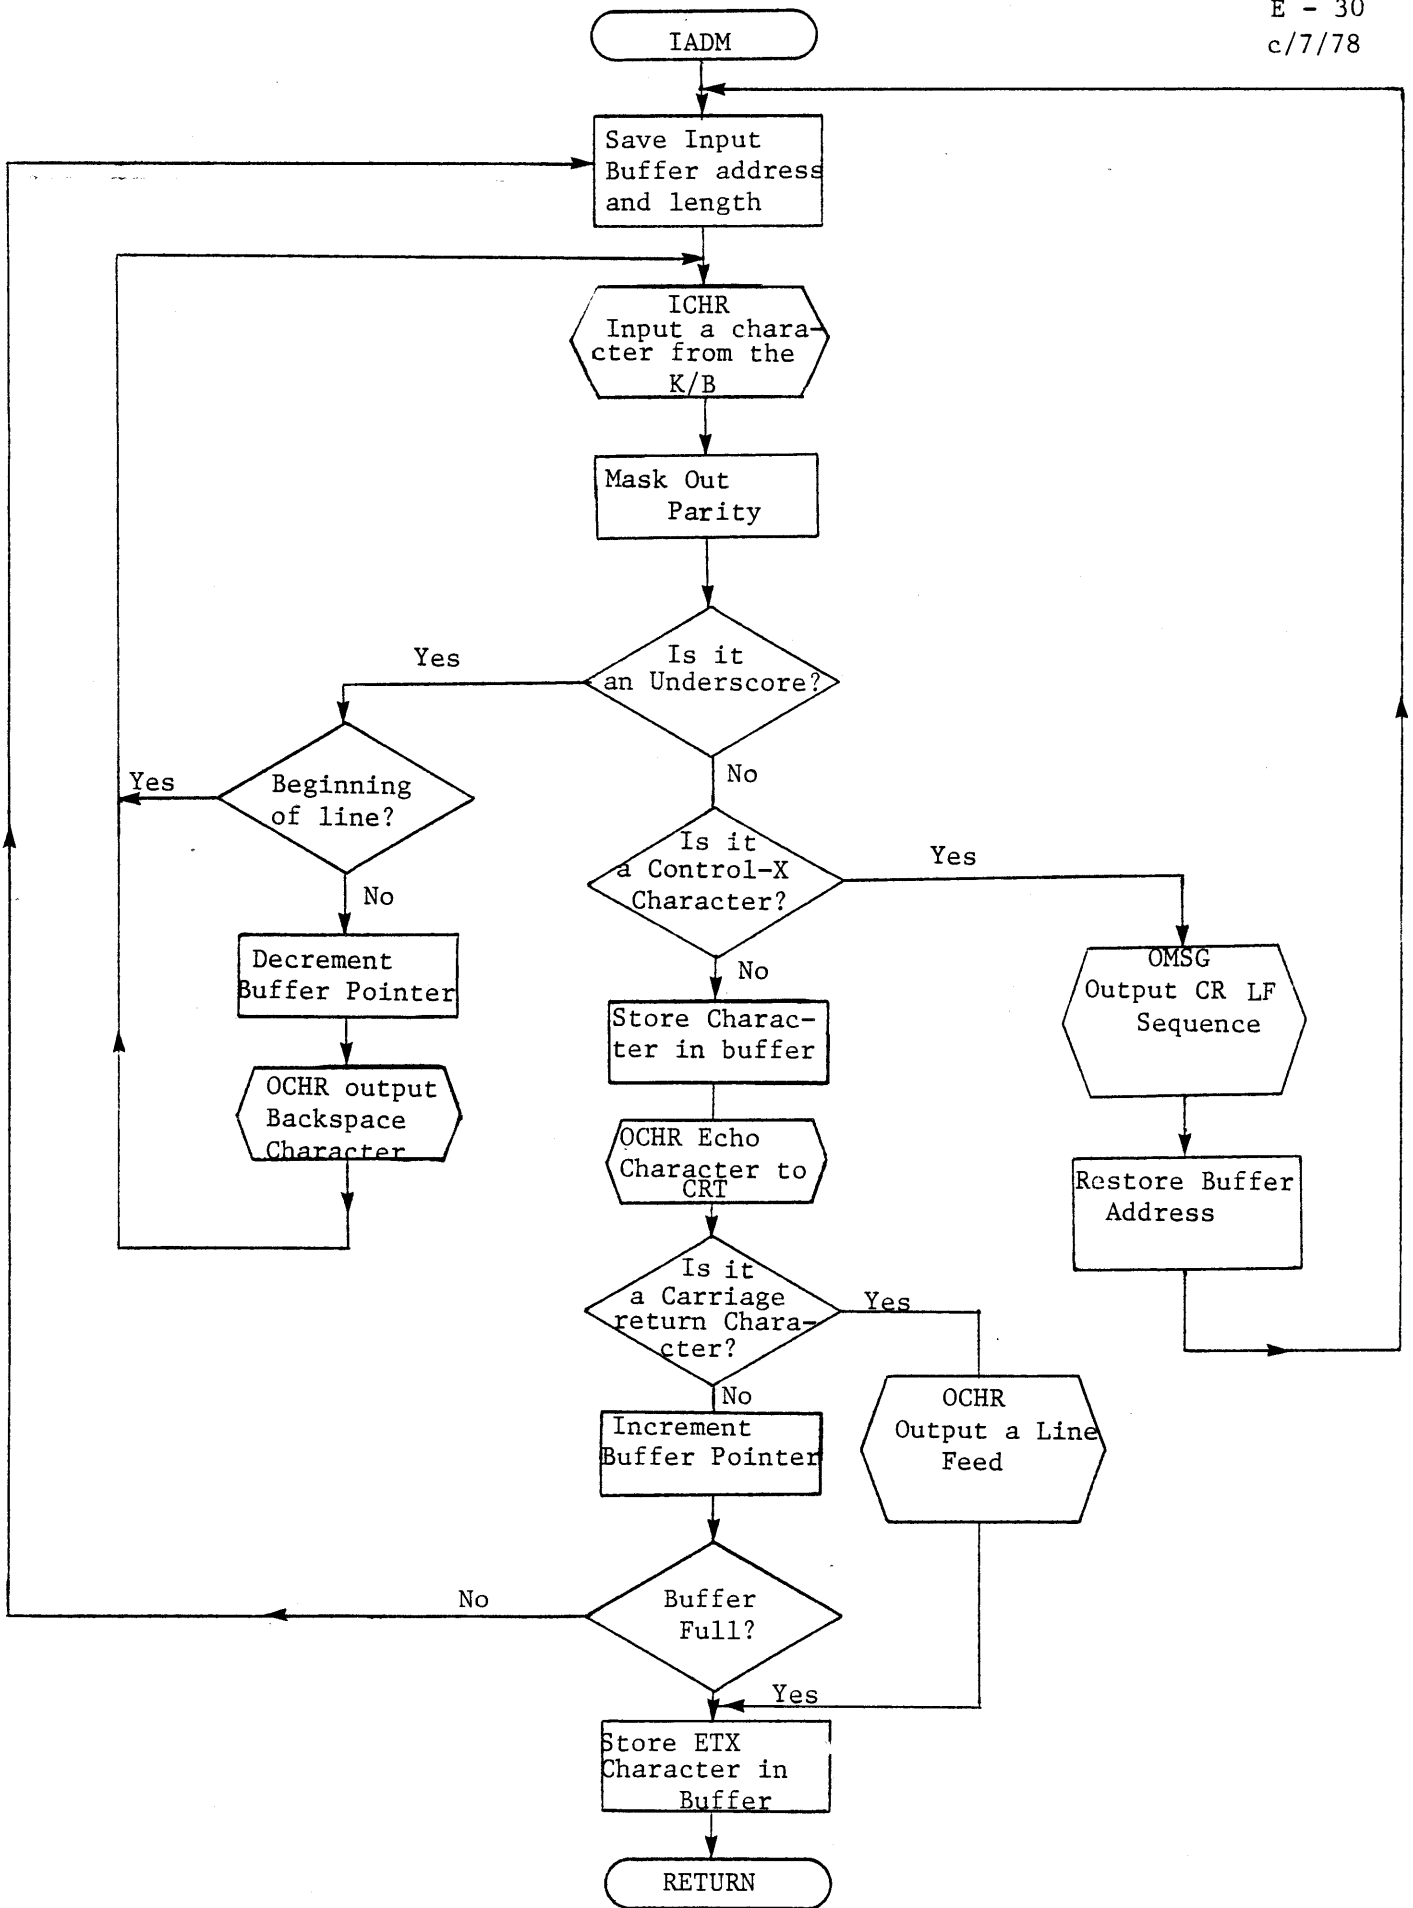 E - 30
c/7/78
IADM
Save Input
Buffer address
and length
ICHR
Input a chara-
cter from the
K/B
Mask Out
Parity
Is it
an Underscore?
Yes
No
Beginning
of line?
Yes
No
Decrement
Buffer Pointer
OCHR output
Backspace
Character
Is it
a Control-X
Character?
Yes
No
OMSG
Output CR LF
Sequence
Restore Buffer
Address
Store Charac-
ter in buffer
OCHR Echo
Character to
CRT
Is it
a Carriage
return Chara-
cter?
Yes
No
OCHR
Output a Line
Feed
Increment
Buffer Pointer
Buffer
Full?
No
Yes
Store ETX
Character in
Buffer
RETURN